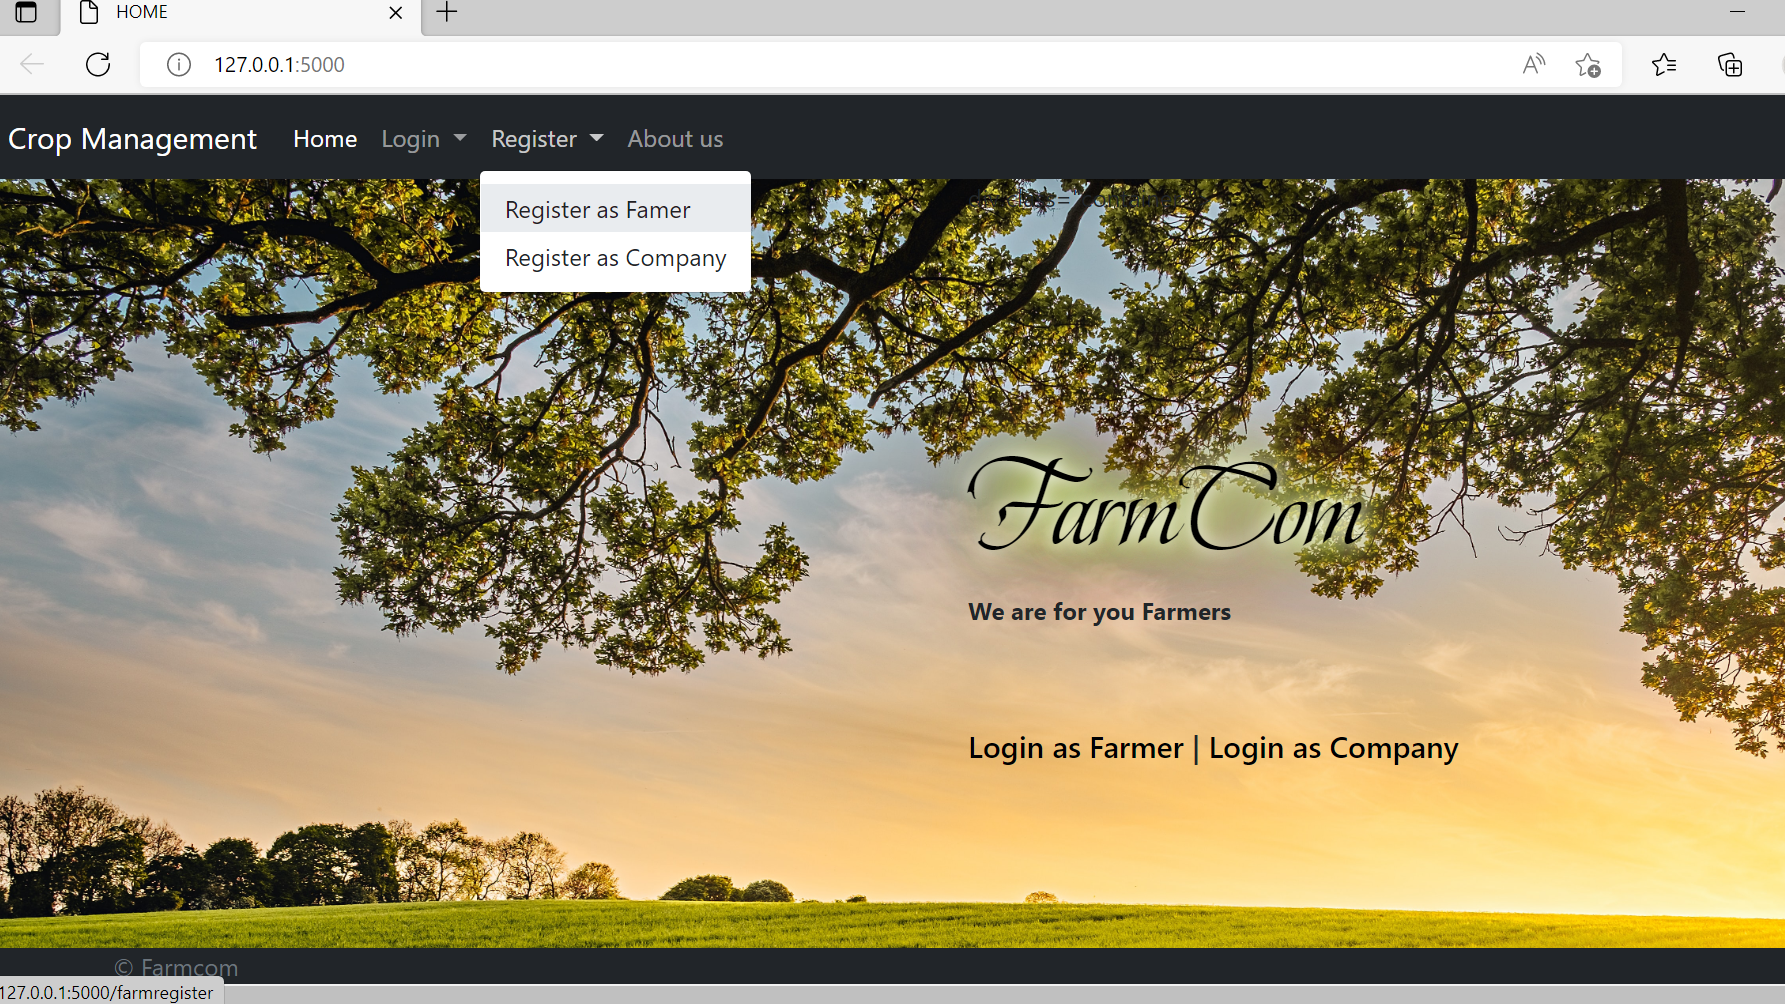 HOME
127.0.0.1:5000
Crop Management Home Login Register About us
Register as Famer
Register as Company
FarmCom
We are for you Farmers
Login as Farmer | Login as Company
© Farmcom
127.0.0.1:5000/farmregister